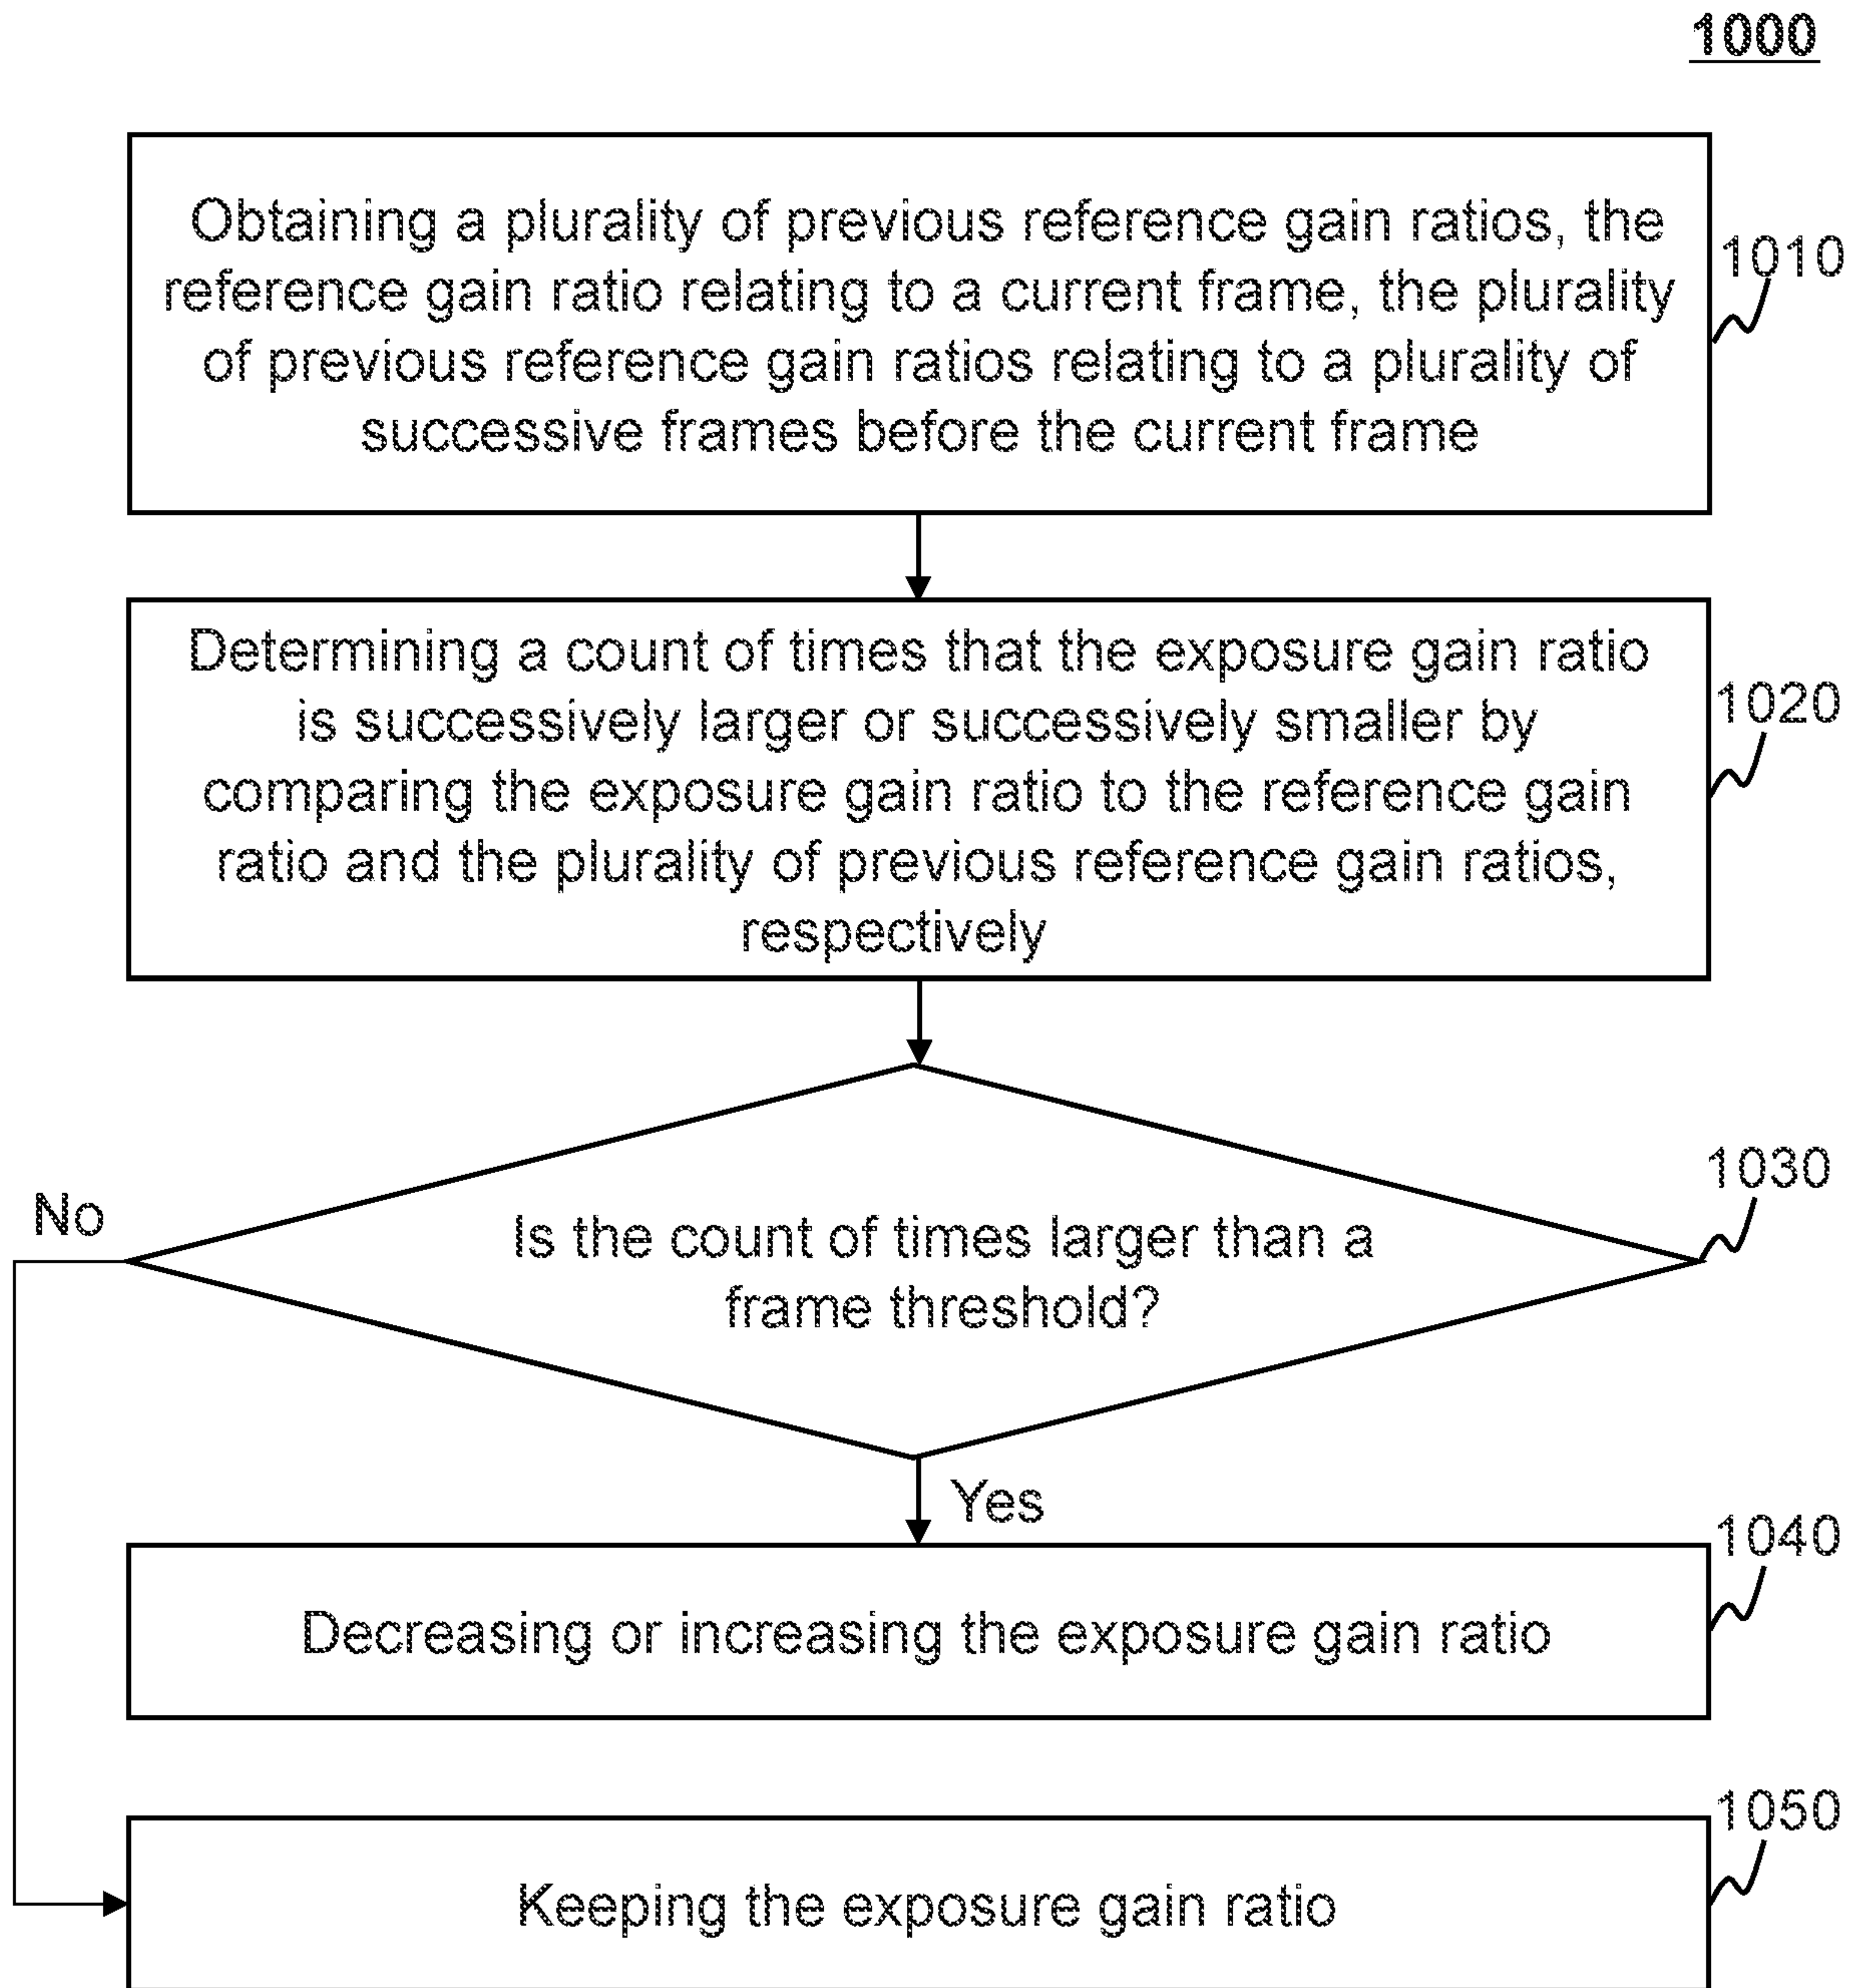 1000
Obtaining a plurality of previous reference gain ratios, the
reference gain ratio relating to a current frame, the plurality
of previous reference gain ratios relating to a plurality of
successive frames before the current frame
1010
Determining a count of times that the exposure gain ratio
is successively larger or successively smaller by
comparing the exposure gain ratio to the reference gain
ratio and the plurality of previous reference gain ratios,
respectively
1020
Is the count of times larger than a
frame threshold?
1030
No
Yes
Decreasing or increasing the exposure gain ratio
1040
Keeping the exposure gain ratio
1050